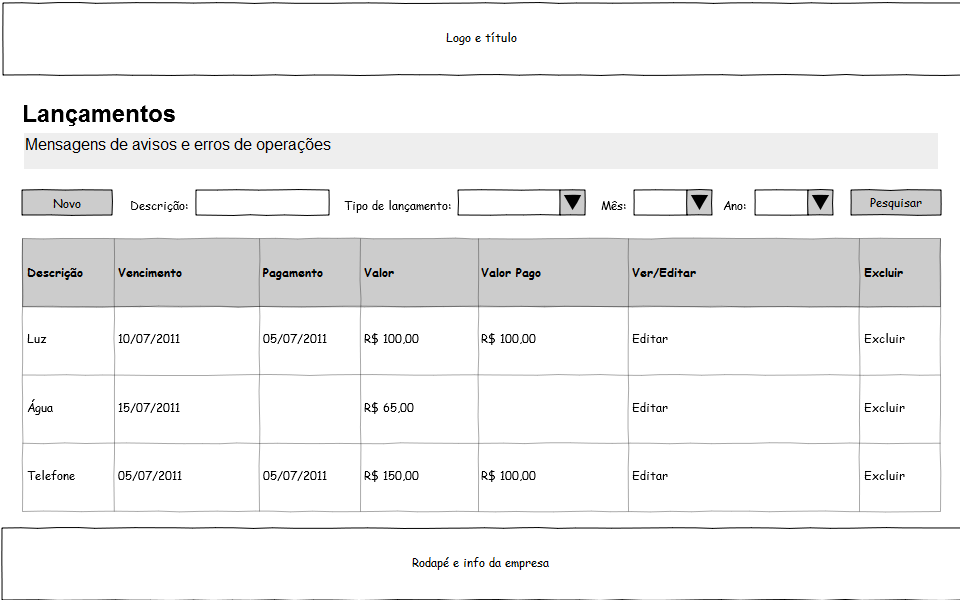 Logo e título
Lançamentos
Mensagens de avisos e erros de operações
Novo Descrição: Tipo de lançamento: Mês: Ano: Pesquisar
Descrição Vencimento Pagamento Valor Valor Pago Ver/Editar Excluir
Luz 10/07/2011 05/07/2011 R$ 100,00 R$ 100,00 Editar Excluir
Água 15/07/2011 R$ 65,00 Editar Excluir
Telefone 05/07/2011 05/07/2011 R$ 150,00 R$ 100,00 Editar Excluir
Rodapé e info da empresa